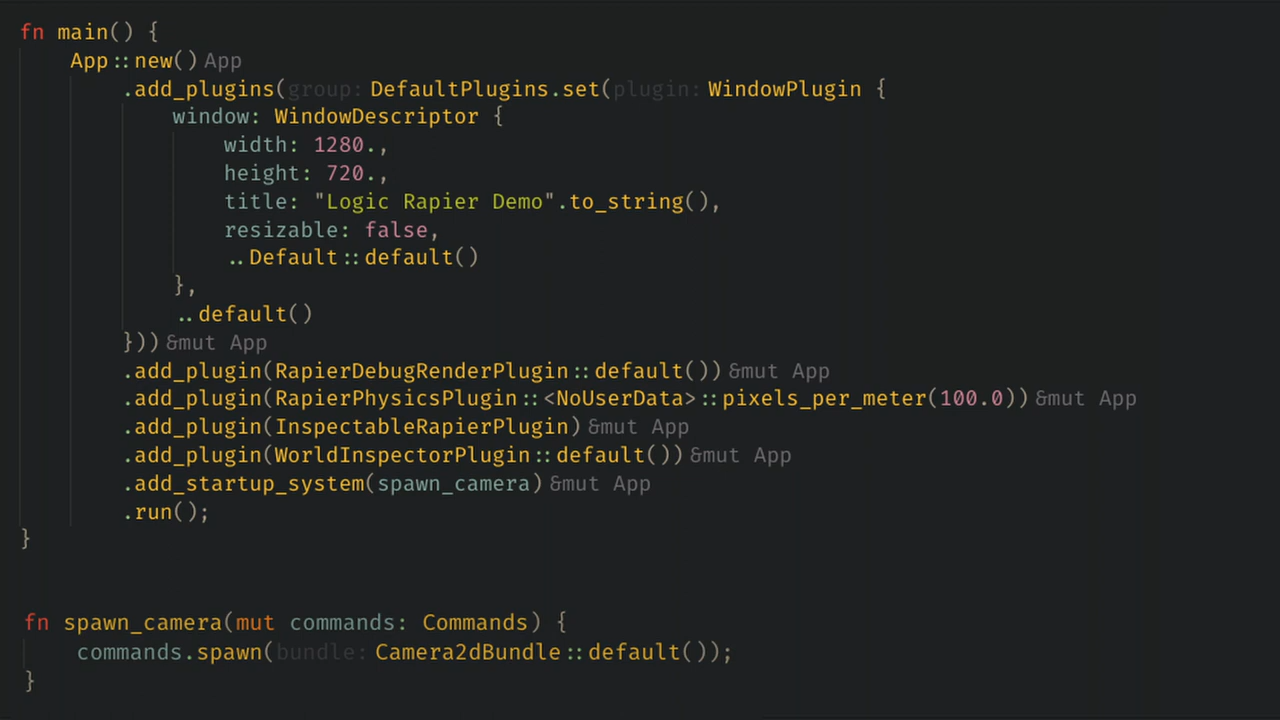 fn main() {
    App::new() App
        .add_plugins(group: DefaultPlugins.set(plugin: WindowPlugin {
            window: WindowDescriptor {
                width: 1280.,
                height: 720.,
                title: "Logic Rapier Demo".to_string(),
                resizable: false,
                ..Default::default()
            },
            ..default()
        })) &mut App
        .add_plugin(RapierDebugRenderPlugin::default()) &mut App
        .add_plugin(RapierPhysicsPlugin::<NoUserData>::pixels_per_meter(100.0)) &mut App
        .add_plugin(InspectableRapierPlugin) &mut App
        .add_plugin(WorldInspectorPlugin::default()) &mut App
        .add_startup_system(spawn_camera) &mut App
        .run();
}
fn spawn_camera(mut commands: Commands) {
    commands.spawn(bundle: Camera2dBundle::default());
}